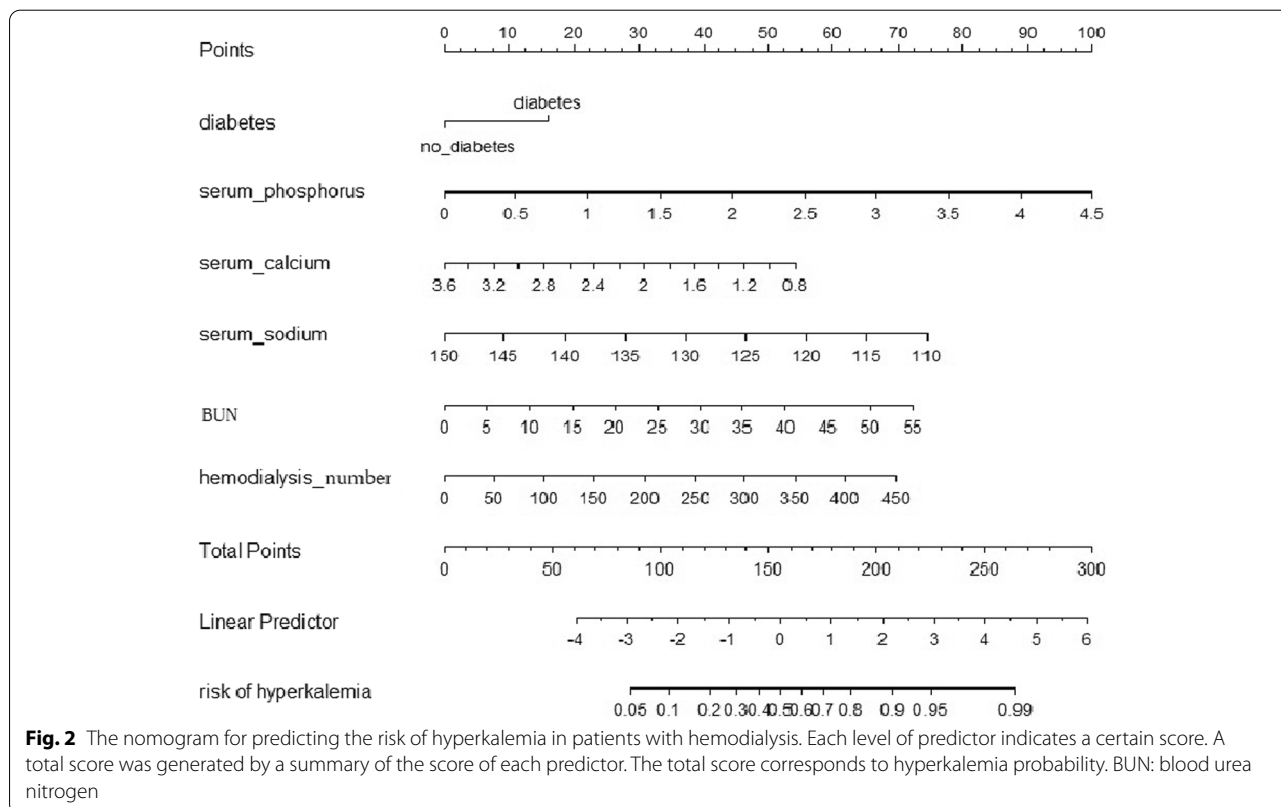 Points 0 10 20 30 40 50 60 70 80 90 100
diabetes
diabetes
no_diabetes
serum_phosphorus
0 0.5 1 1.5 2 2.5 3 3.5 4 4.5
serum_calcium
3.6 3.2 2.8 2.4 2 1.6 1.2 0.8
serum_sodium
150 145 140 135 130 125 120 115 110
BUN
0 5 10 15 20 25 30 35 40 45 50 55
hemodialysis_number
0 50 100 150 200 250 300 350 400 450
Total Points
0 50 100 150 200 250 300
Linear Predictor
-4 -3 -2 -1 0 1 2 3 4 5 6
risk of hyperkalemia
0.05 0.1 0.2 0.3 0.4 0.5 0.6 0.7 0.8 0.9 0.95 0.99
Fig. 2 The nomogram for predicting the risk of hyperkalemia in patients with hemodialysis. Each level of predictor indicates a certain score. A
total score was generated by a summary of the score of each predictor. The total score corresponds to hyperkalemia probability. BUN: blood urea
nitrogen